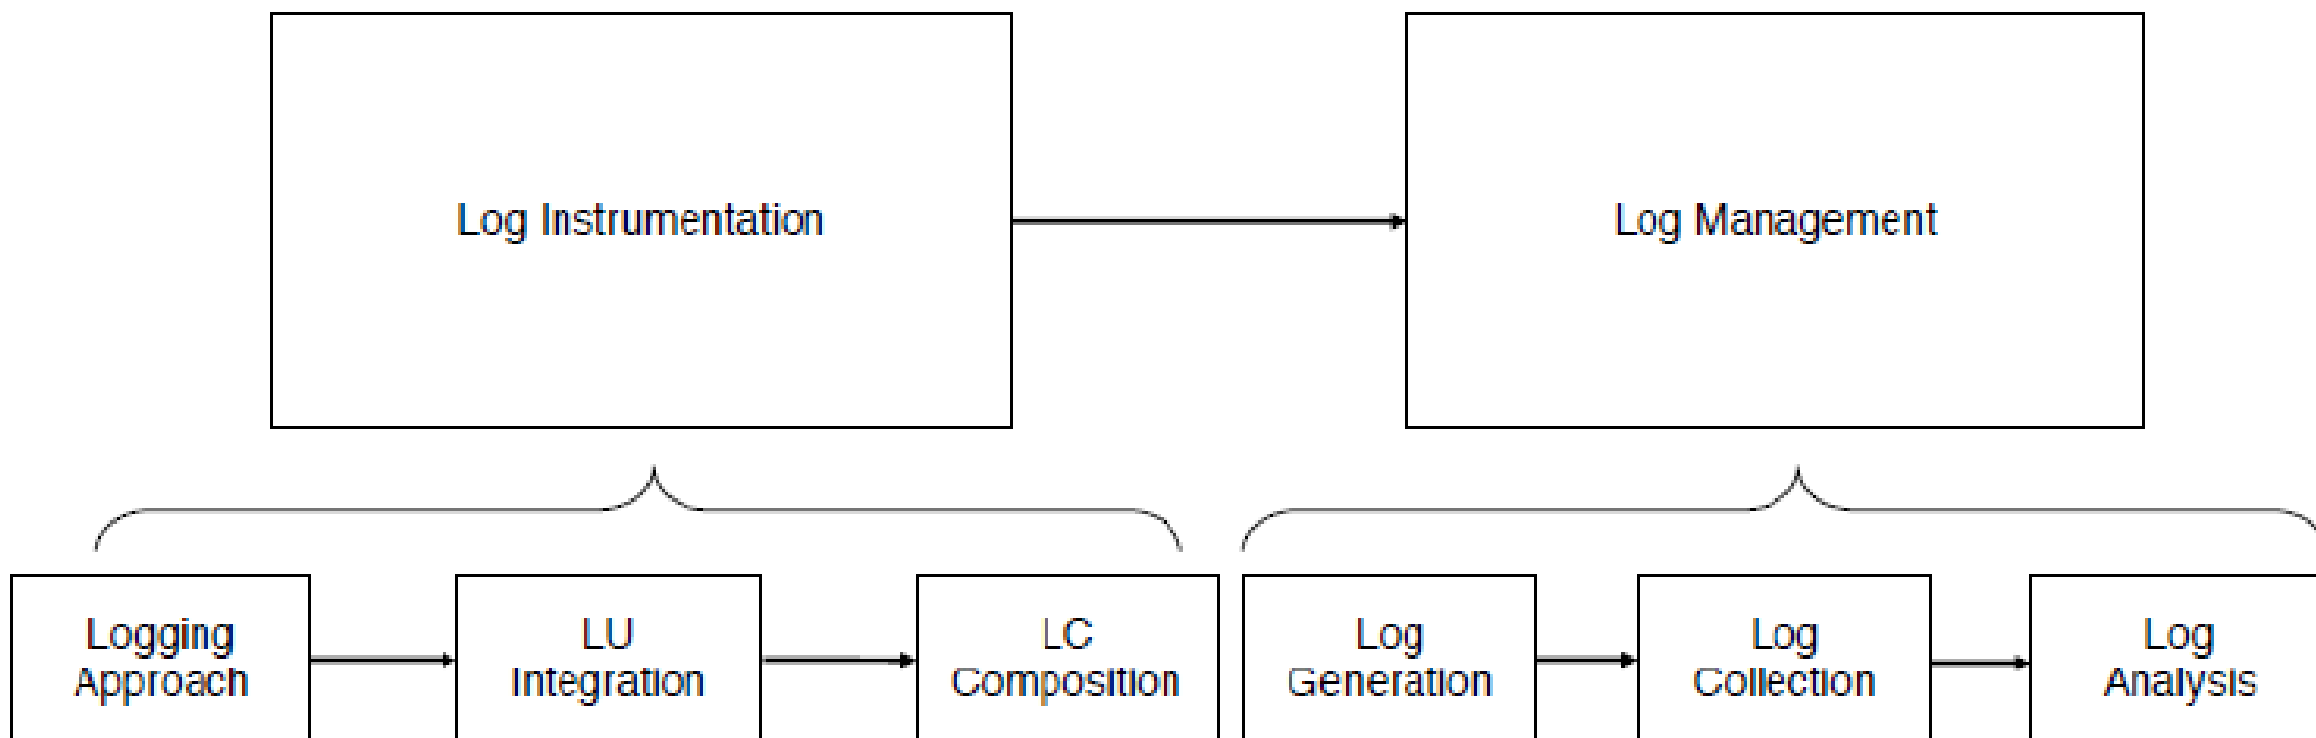 Log Instrumentation
Log Management
Logging
Approach
LU
Integration
LC
Composition
Log
Generation
Log
Collection
Log
Analysis